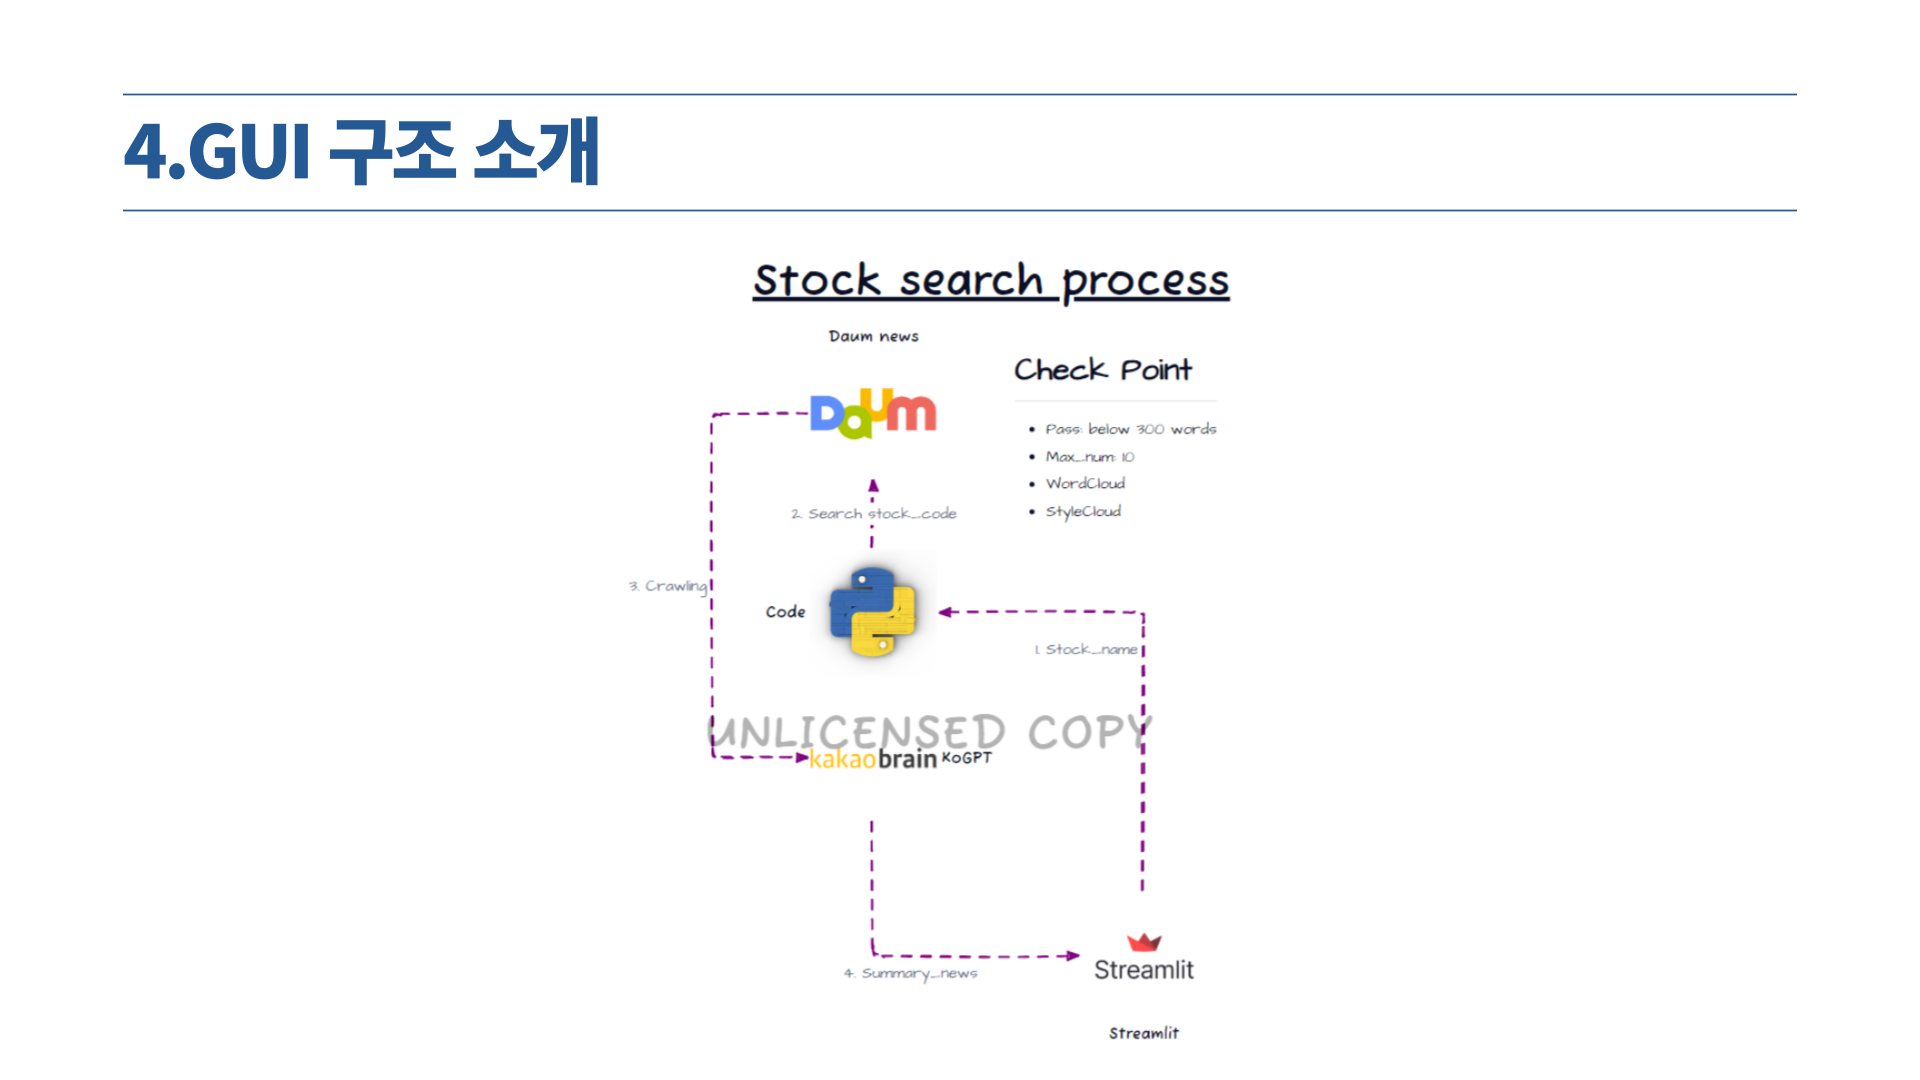 4.GUI 구조 소개
Stock search process
Daum news
Daum
Check Point
Pass: below 300 words
Max_num: 10
WordCloud
StyleCloud
2. Search stock_code
3. Crawling
Code
1. Stock_name
UNLICENSED COPY
kakaobrain KoGPT
4. Summary_news
Streamlit
Streamlit